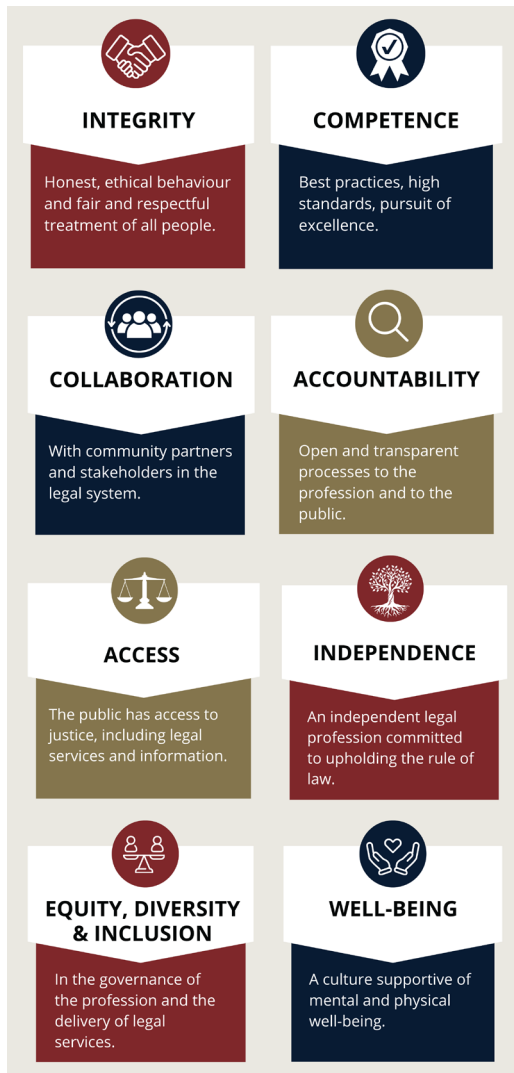 INTEGRITY
Honest, ethical behaviour
and fair and respectful
treatment of all people.
COMPETENCE
Best practices, high
standards, pursuit of
excellence.
COLLABORATION
With community partners
and stakeholders in the
legal system.
ACCOUNTABILITY
Open and transparent
processes to the
profession and to the
public.
ACCESS
The public has access to
justice, including legal
services and information.
INDEPENDENCE
An independent legal
profession committed
to upholding the rule of
law.
EQUITY, DIVERSITY
& INCLUSION
In the governance of
the profession and the
delivery of legal
services.
WELL-BEING
A culture supportive of
mental and physical
well-being.